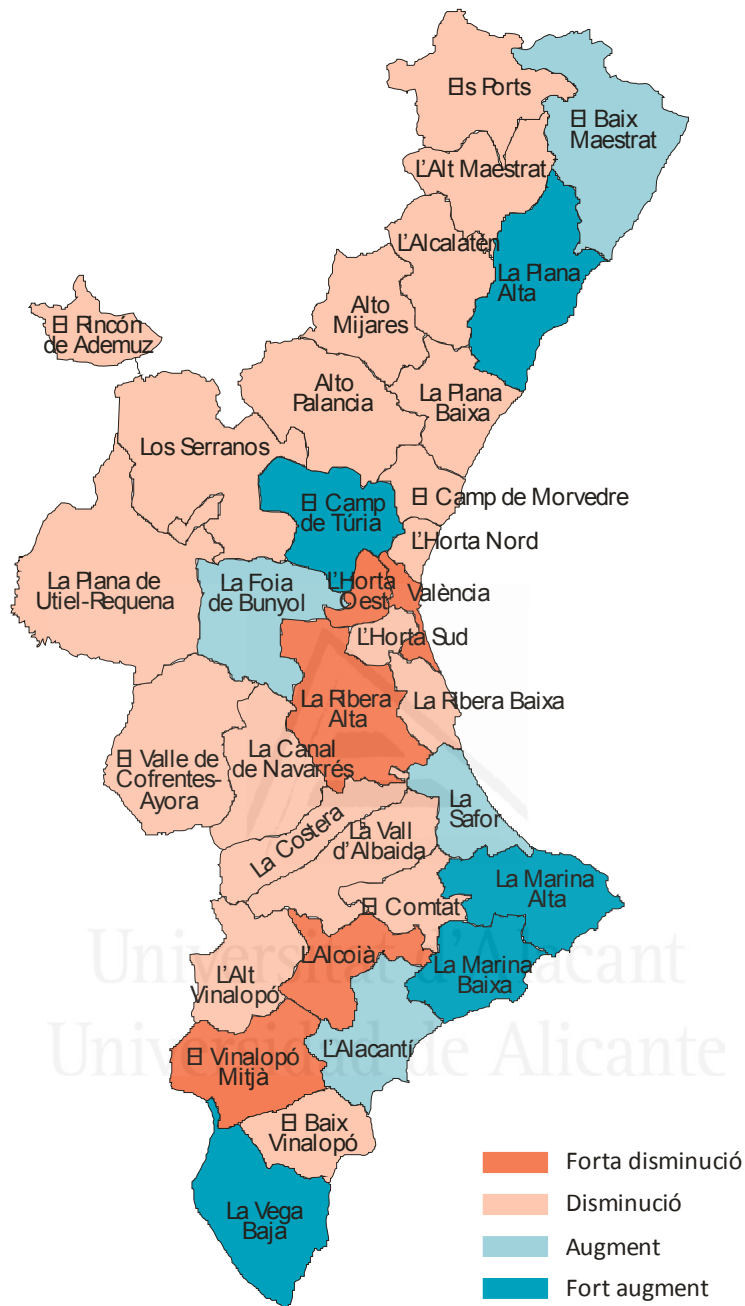 Els Ports
El Baix
Maestrat
L'Alt Maestrat
L'Alcalatén
La Plana
Alta
Alto
Mijares
El Rincón
de Ademuz
Alto
Palancia
La Plana
Baixa
Los Serranos
El Camp
de Túria
El Camp de Morvedre
L'Horta Nord
La Plana de
Utiel-Requena
La Foia
de Bunyol
L'Horta
Oest
València
L'Horta Sud
La Ribera
Alta
La Ribera Baixa
El Valle de
Cofrentes-
Ayora
La Canal
de Navarrés
La
Safor
La Costera
La Vall
d'Albaida
La Marina
Alta
El Comtat
L'Alcoià
La Marina
Baixa
L'Alt
Vinalopó
Universitat d'Alacant
Universidad de Alicante
El Vinalopó
Mitjà
L'Alacantí
El Baix
Vinalopó
La Vega
Baja
Forta disminució
Disminució
Augment
Fort augment